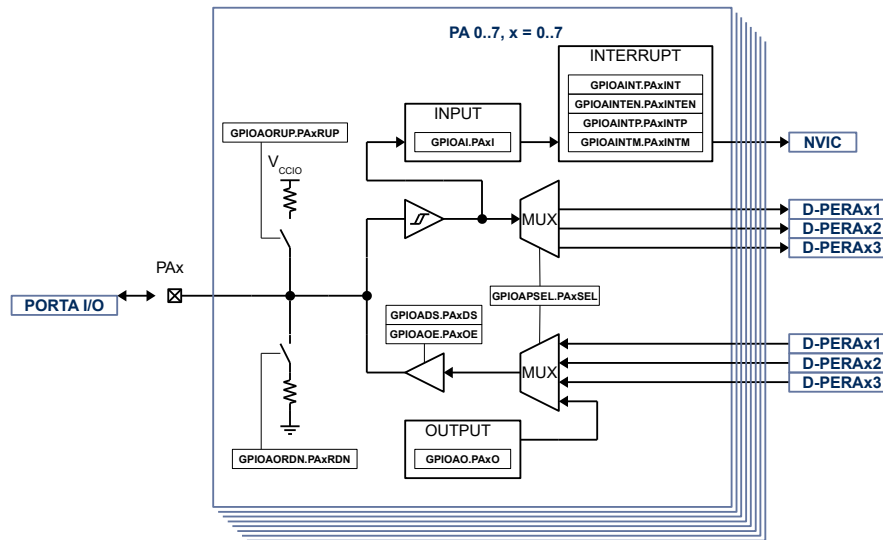 PA 0..7, x = 0..7
INTERRUPT
GPIOAINT.PAxINT
GPIOAINTEN.PAxINTEN
GPIOAINTP.PAxINTP
GPIOAINTM.PAxINTM
INPUT
GPIOAI.PAxI
NVIC
GPIOAORUP.PAxRUP
VCCIO
MUX
D-PERAx1
D-PERAx2
D-PERAx3
PAx
PORTA I/O
GPIOAPSEL.PAxSEL
GPIOADS.PAxDS
GPIOAOE.PAxOE
MUX
D-PERAx1
D-PERAx2
D-PERAx3
OUTPUT
GPIOAO.PAxO
GPIOAORDN.PAxRDN